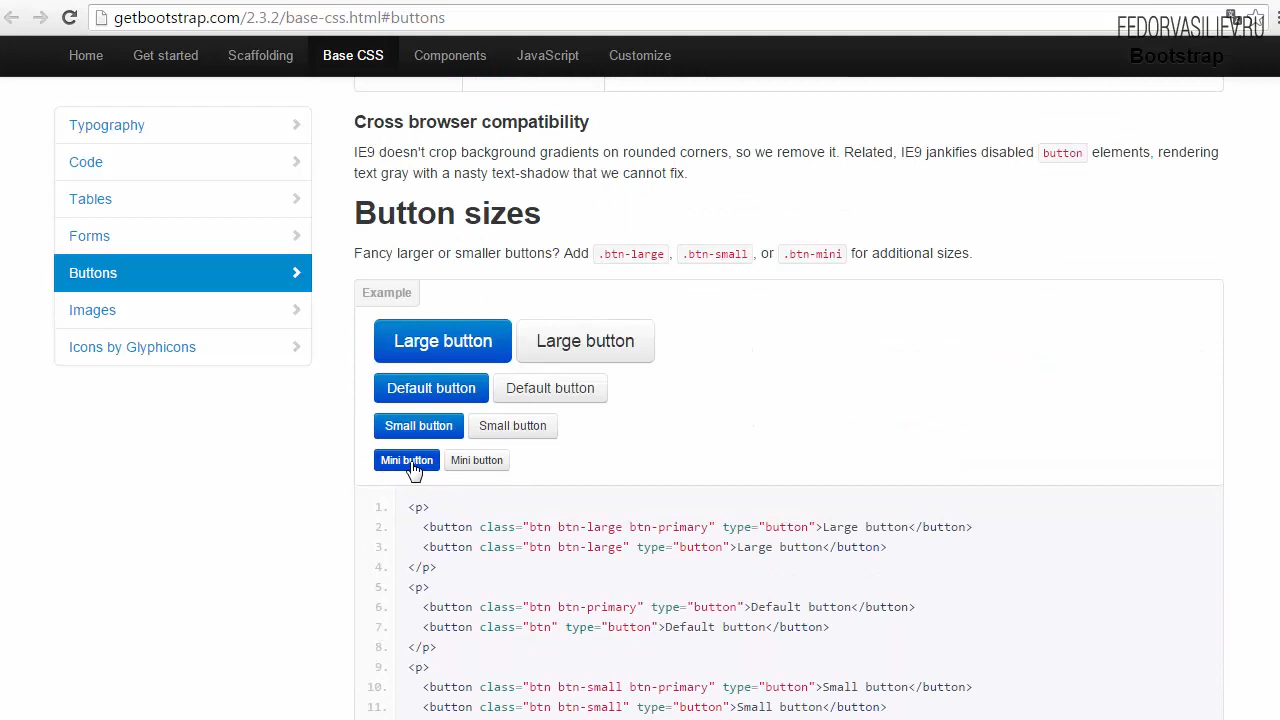 getbootstrap.com/2.3.2/base-css.html#buttons
FEDORVASILIEV.RU
Bootstrap
Home Get started Scaffolding Base CSS Components JavaScript Customize
Typography
Code
Tables
Forms
Buttons
Images
Icons by Glyphicons
Cross browser compatibility
IE9 doesn't crop background gradients on rounded corners, so we remove it. Related, IE9 jankifies disabled button elements, rendering
text gray with a nasty text-shadow that we cannot fix.
Button sizes
Fancy larger or smaller buttons? Add .btn-large, .btn-small, or .btn-mini for additional sizes.
Example
Large button Large button
Default button Default button
Small button Small button
Mini button Mini button
1. <p>
2. <button class="btn btn-large btn-primary" type="button">Large button</button>
3. <button class="btn btn-large" type="button">Large button</button>
4. </p>
5. <p>
6. <button class="btn btn-primary" type="button">Default button</button>
7. <button class="btn" type="button">Default button</button>
8. </p>
9. <p>
10. <button class="btn btn-small btn-primary" type="button">Small button</button>
11. <button class="btn btn-small" type="button">Small button</button>